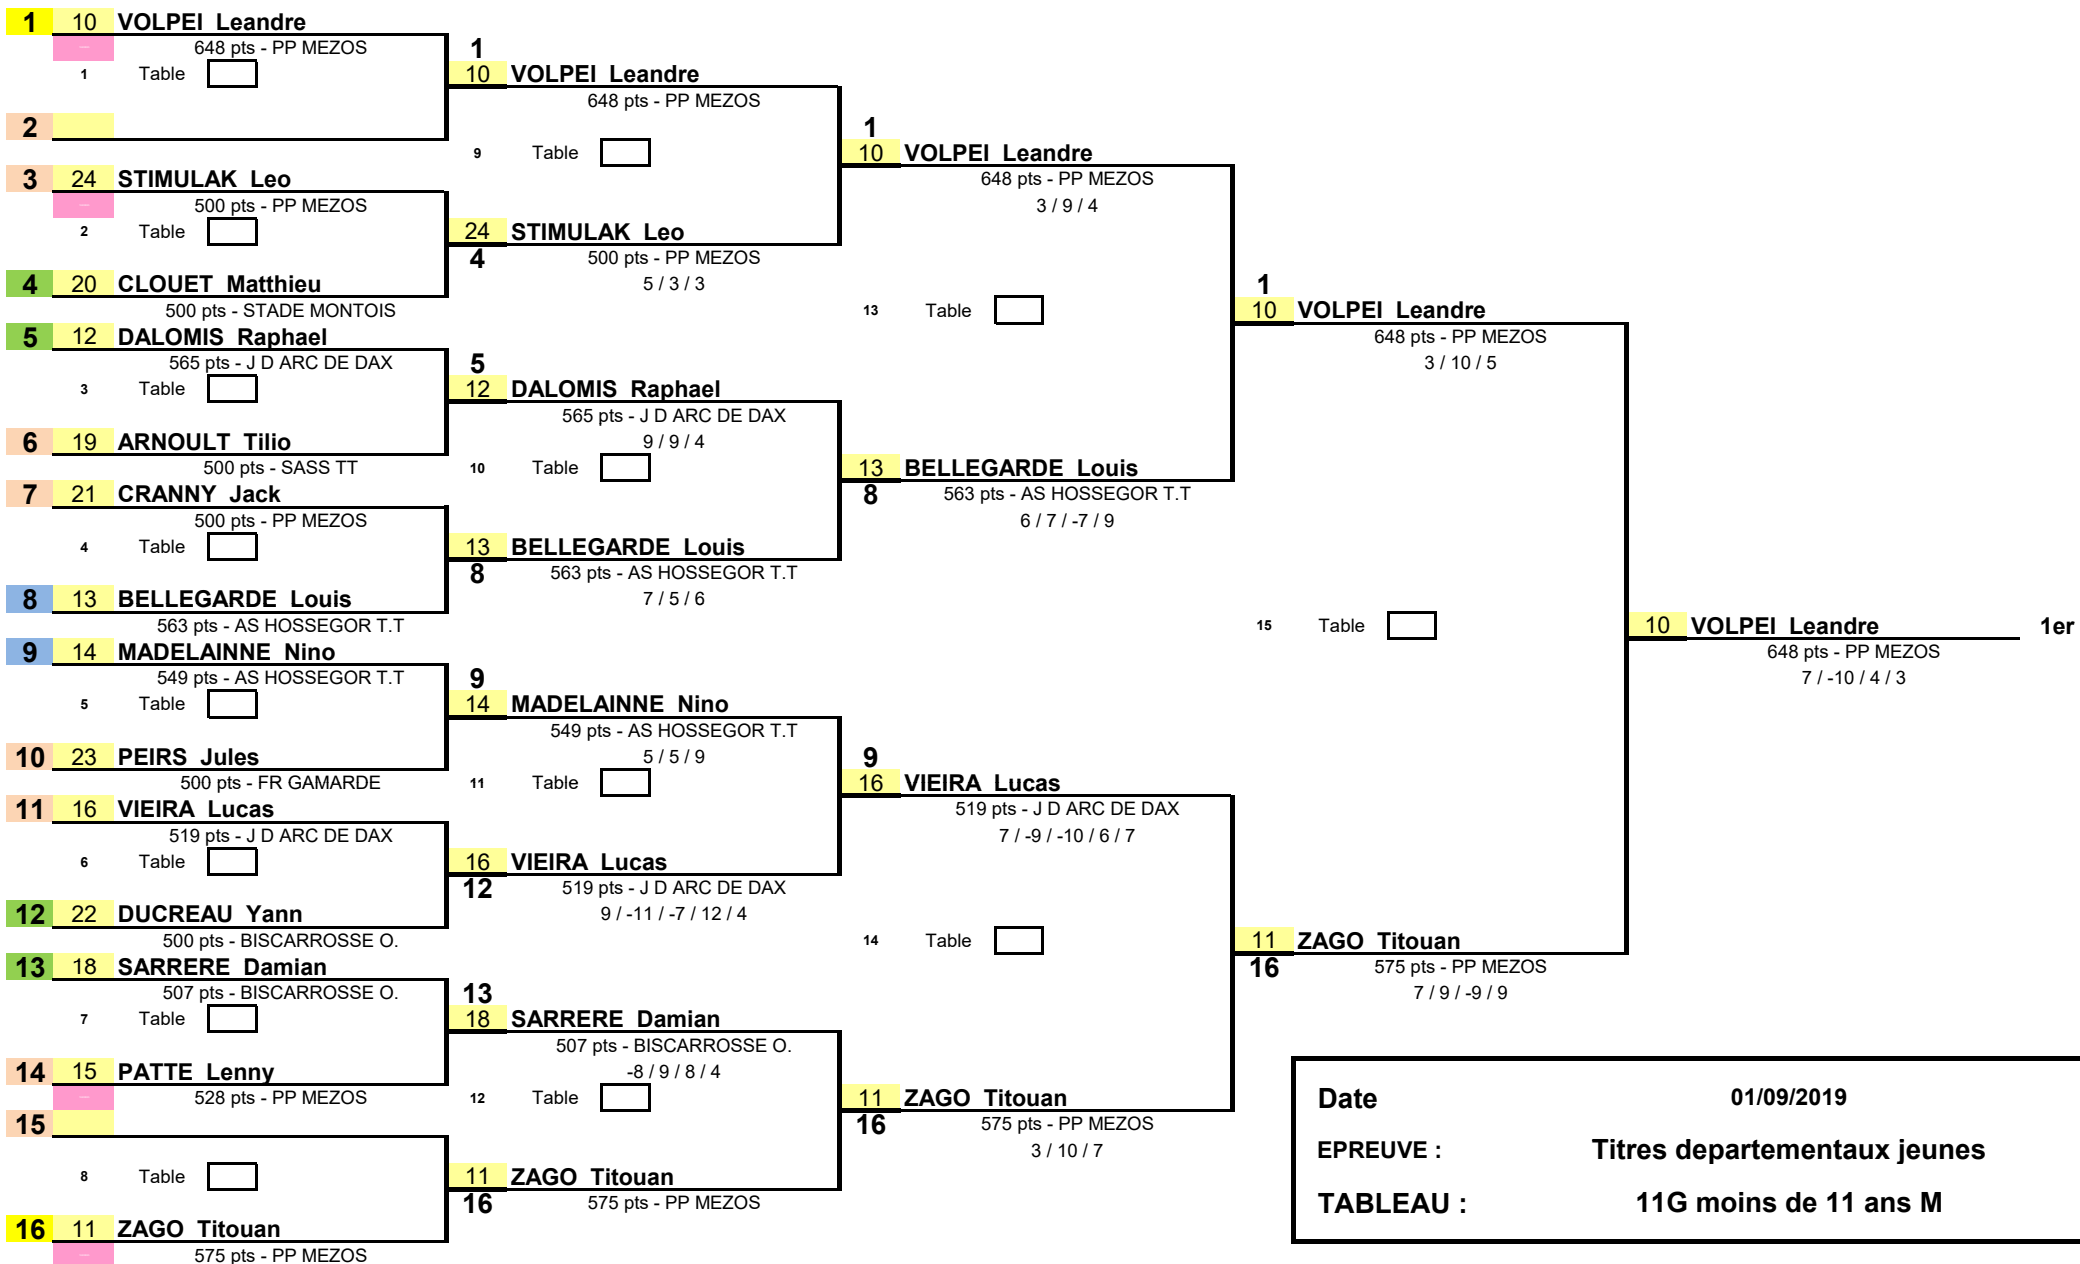 1 10 VOLPEI Leandre
648 pts - PP MEZOS
1 Table
2
3 24 STIMULAK Leo
500 pts - PP MEZOS
2 Table
4 20 CLOUET Matthieu
500 pts - STADE MONTOIS
5 12 DALOMIS Raphael
565 pts - J D ARC DE DAX
3 Table
6 19 ARNOULT Tilio
500 pts - SASS TT
7 21 CRANNY Jack
500 pts - PP MEZOS
4 Table
8 13 BELLEGARDE Louis
563 pts - AS HOSSEGOR T.T
9 14 MADELAINNE Nino
549 pts - AS HOSSEGOR T.T
5 Table
10 23 PEIRS Jules
500 pts - FR GAMARDE
11 16 VIEIRA Lucas
519 pts - J D ARC DE DAX
6 Table
12 22 DUCREAU Yann
500 pts - BISCARROSSE O.
13 18 SARRERE Damian
507 pts - BISCARROSSE O.
7 Table
14 15 PATTE Lenny
528 pts - PP MEZOS
15
8 Table
16 11 ZAGO Titouan
575 pts - PP MEZOS
1
10 VOLPEI Leandre
648 pts - PP MEZOS
9 Table
24 STIMULAK Leo
4 500 pts - PP MEZOS
5 / 3 / 3
5
12 DALOMIS Raphael
565 pts - J D ARC DE DAX
9 / 9 / 4
10 Table
13 BELLEGARDE Louis
8 563 pts - AS HOSSEGOR T.T
7 / 5 / 6
9
14 MADELAINNE Nino
549 pts - AS HOSSEGOR T.T
5 / 5 / 9
11 Table
16 VIEIRA Lucas
12 519 pts - J D ARC DE DAX
9 / -11 / -7 / 12 / 4
13
18 SARRERE Damian
507 pts - BISCARROSSE O.
-8 / 9 / 8 / 4
12 Table
11 ZAGO Titouan
16 575 pts - PP MEZOS
1
10 VOLPEI Leandre
648 pts - PP MEZOS
3 / 9 / 4
13 Table
13 BELLEGARDE Louis
8 563 pts - AS HOSSEGOR T.T
6 / 7 / -7 / 9
9
16 VIEIRA Lucas
519 pts - J D ARC DE DAX
7 / -9 / -10 / 6 / 7
14 Table
11 ZAGO Titouan
16 575 pts - PP MEZOS
3 / 10 / 7
1
10 VOLPEI Leandre
648 pts - PP MEZOS
3 / 10 / 5
15 Table
11 ZAGO Titouan
16 575 pts - PP MEZOS
7 / 9 / -9 / 9
10 VOLPEI Leandre 1er
648 pts - PP MEZOS
7 / -10 / 4 / 3
Date 01/09/2019
EPREUVE : Titres departementaux jeunes
TABLEAU : 11G moins de 11 ans M